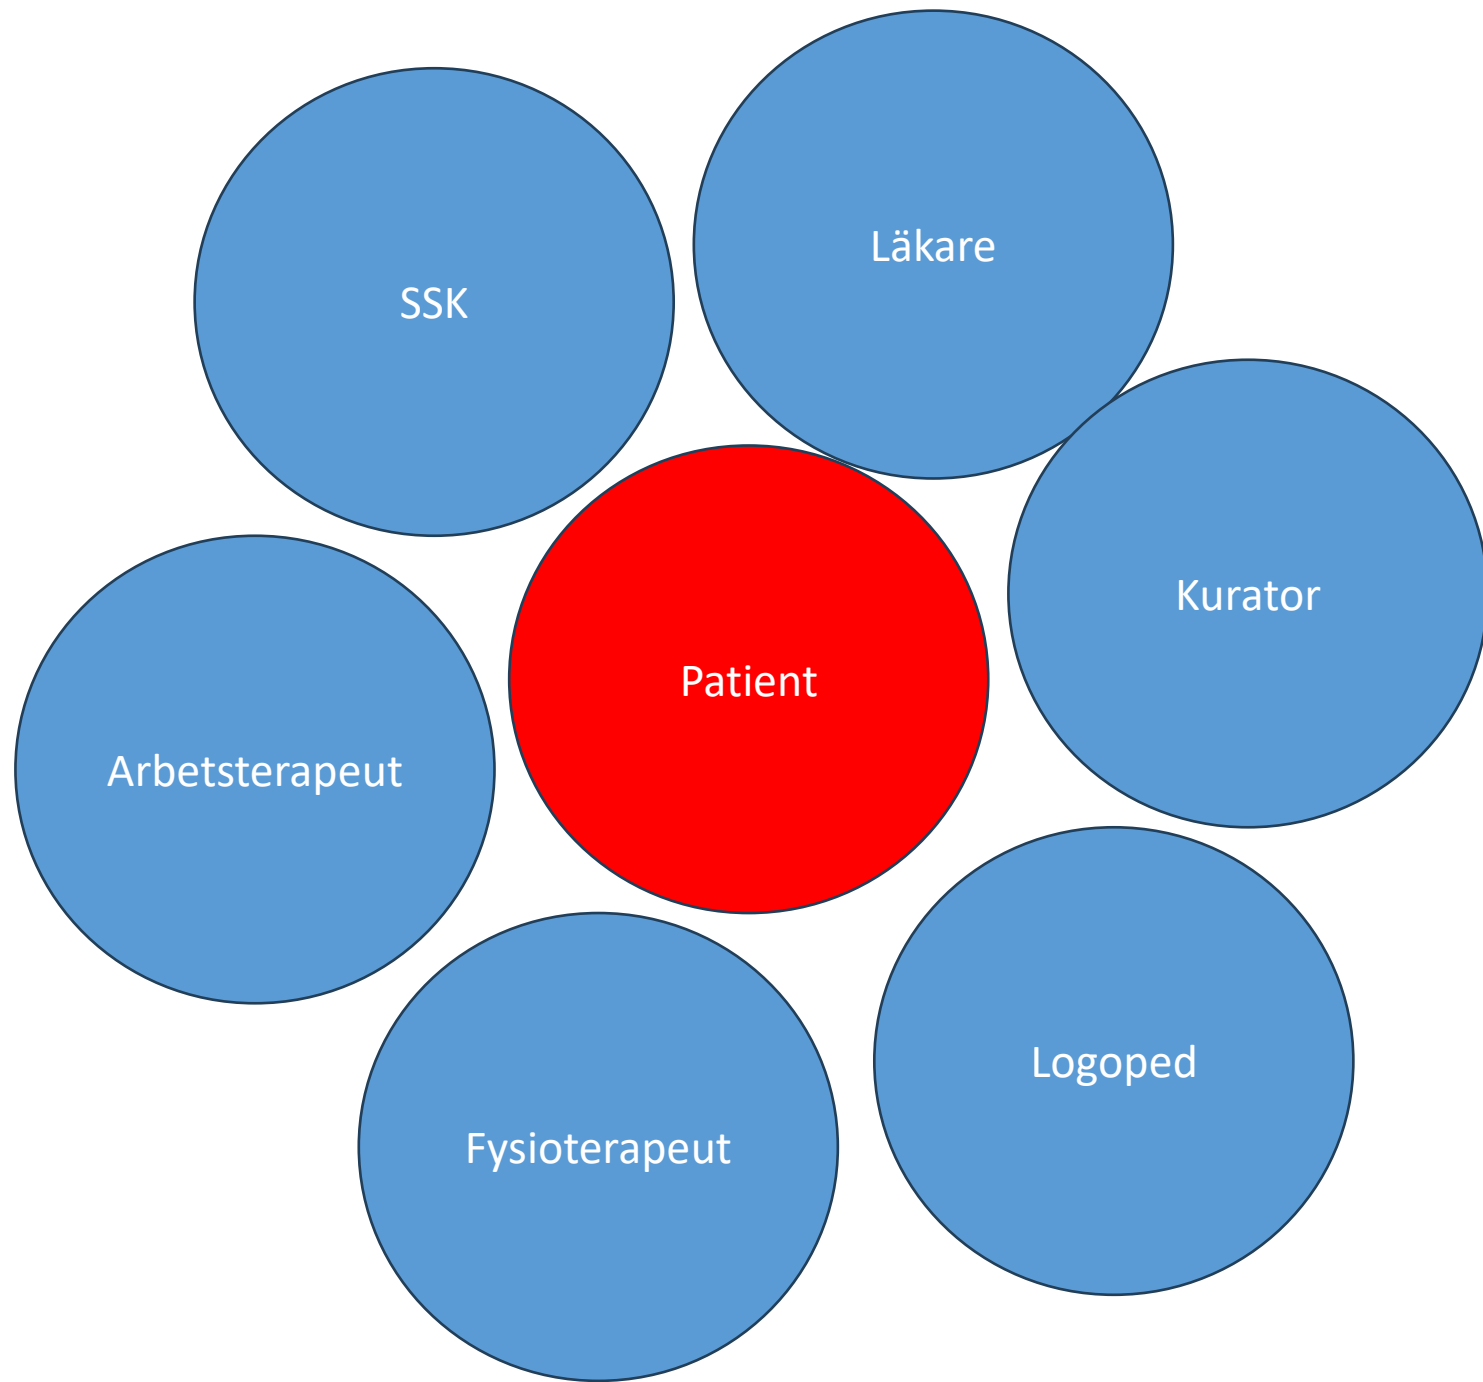 Läkare
SSK
Kurator
Patient
Arbetsterapeut
Logoped
Fysioterapeut